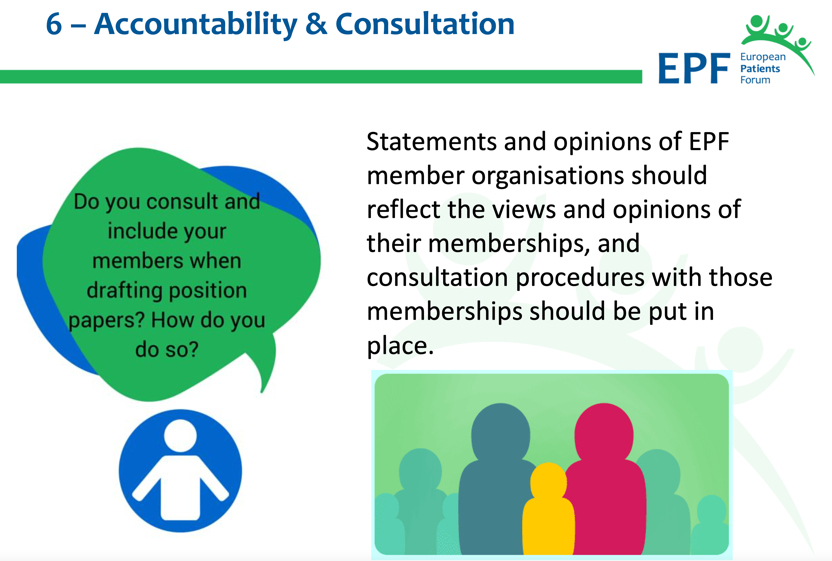 6 – Accountability & Consultation
EPF
European
Patients
Forum
Do you consult and
include your
members when
drafting position
papers? How do you
do so?
Statements and opinions of EPF
member organisations should
reflect the views and opinions of
their memberships, and
consultation procedures with those
memberships should be put in
place.